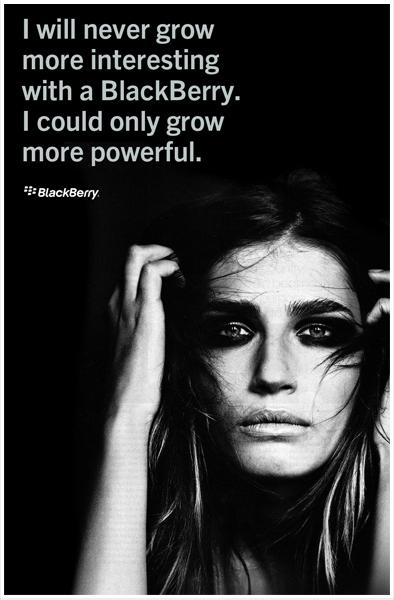 I will never grow
more interesting
with a BlackBerry.
I could only grow
more powerful.
BlackBerry.